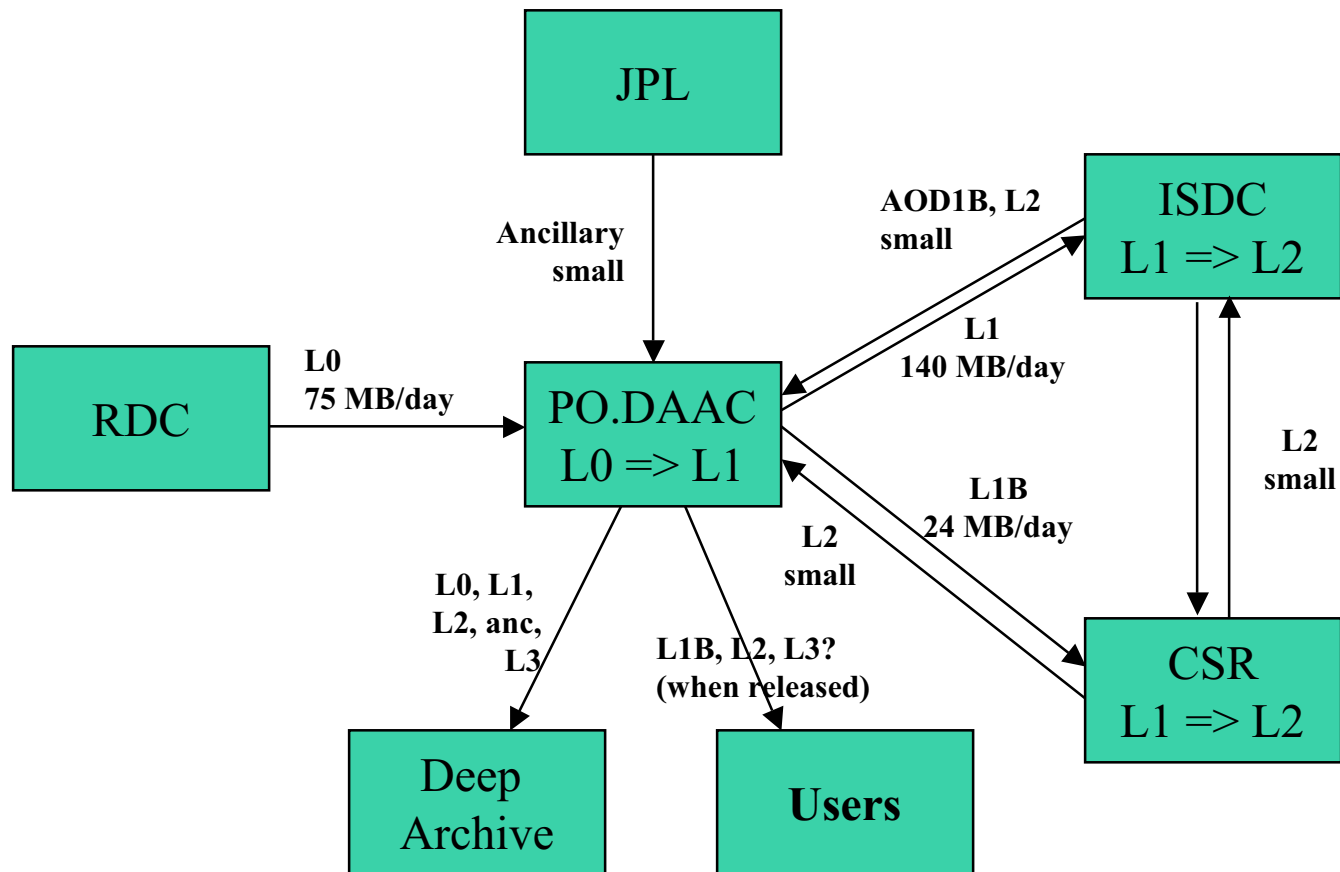 JPL
Ancillary
small
AOD1B, L2
small
ISDC
L1 => L2
L1
140 MB/day
RDC
L0
75 MB/day
PO.DAAC
L0 => L1
L2
small
L1B
24 MB/day
L2
small
L0, L1,
L2, anc,
L3
L1B, L2, L3?
(when released)
CSR
L1 => L2
Deep
Archive
Users